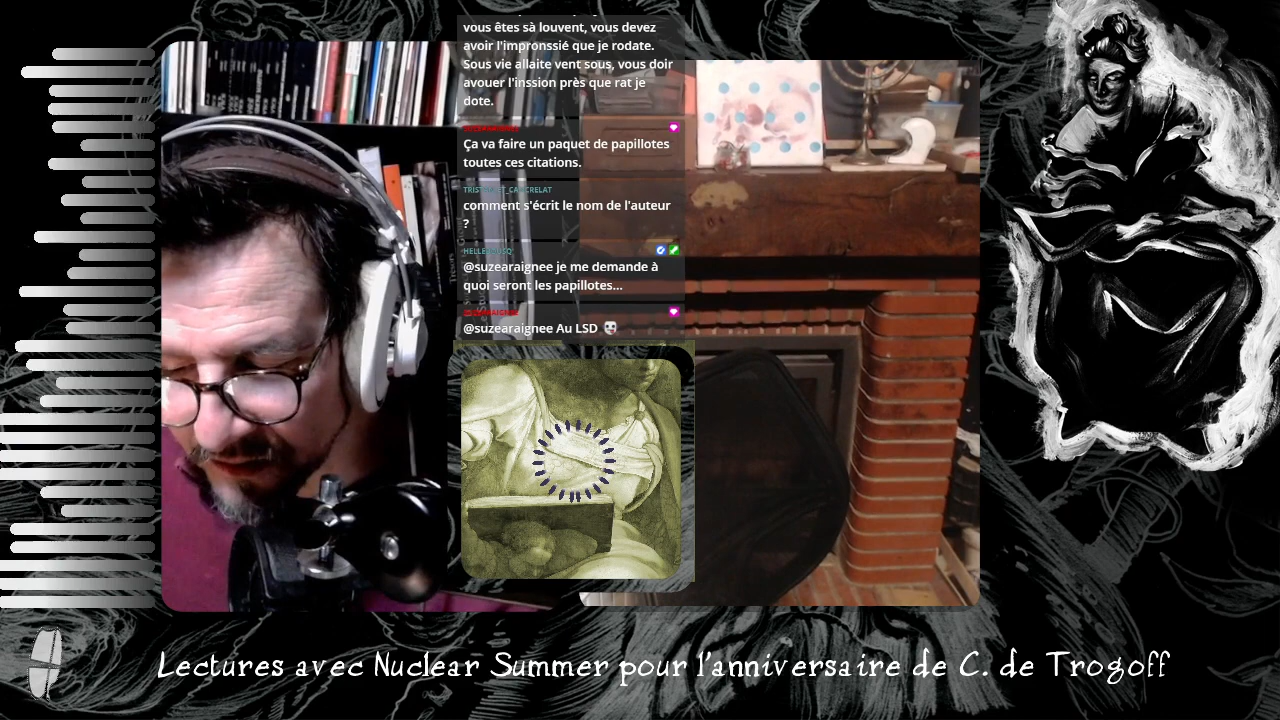 vous êtes sà louvent, vous devez
avoir l'impronssié que je rodate.
Sous vie allaite vent sous, vous doir
avouer l'inssion près que rat je
dote.
Ça va faire un paquet de papillotes
toutes ces citations.
comment s'écrit le nom de l'auteur
?
@suzearaignee je me demande à
quoi seront les papillotes...
@suzearaignee Au LSD
Lectures avec Nuclear Summer pour l'anniversaire de C. de Trogoff